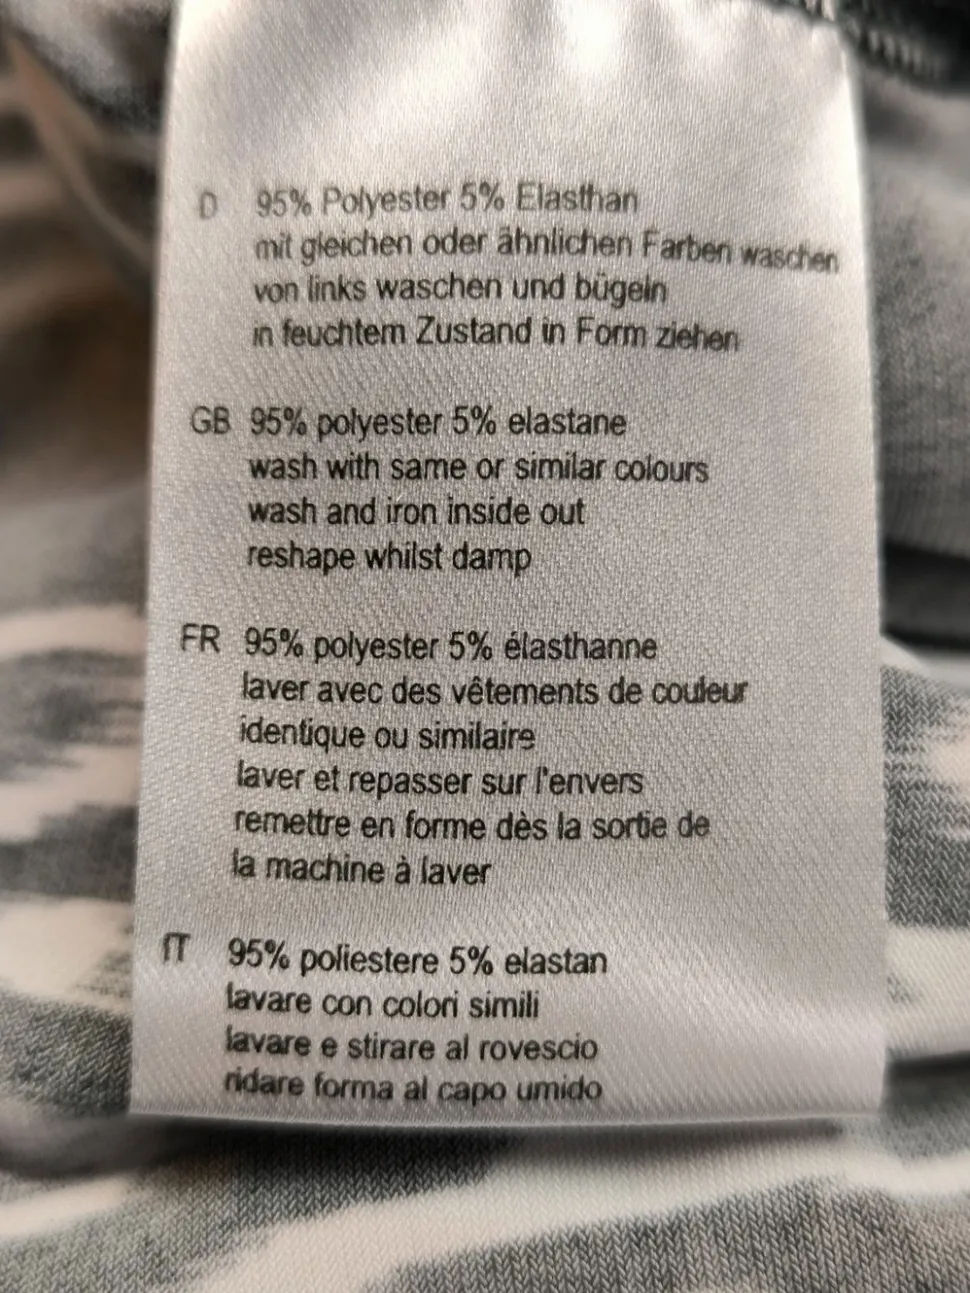 D 95% Polyester 5% Elasthan
mit gleichen oder ähnlichen Farben waschen
von links waschen und bügeln
in feuchtem Zustand in Form ziehen
GB 95% polyester 5% elastane
wash with same or similar colours
wash and iron inside out
reshape whilst damp
FR 95% polyester 5% élasthanne
laver avec des vêtements de couleur
identique ou similaire
laver et repasser sur l'envers
remettre en forme dès la sortie de
la machine à laver
IT 95% poliestere 5% elastan
lavare con colori simili
lavare e stirare al rovescio
ridare forma al capo umido